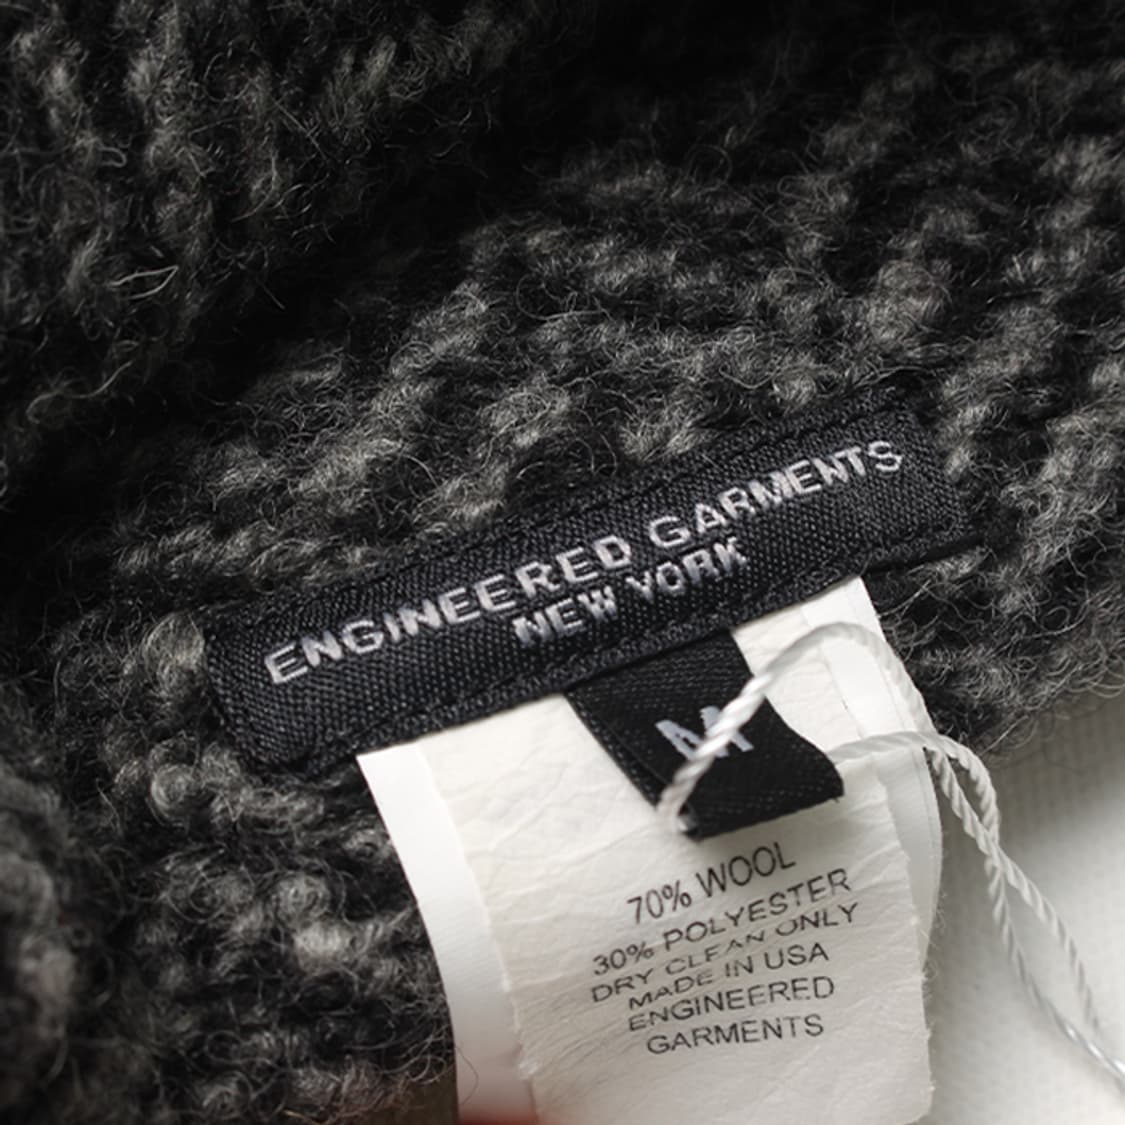 ENGINEERED GARMENTS
NEW YORK
M
70% WOOL
30% POLYESTER
DRY CLEAN ONLY
MADE IN USA
ENGINEERED
GARMENTS